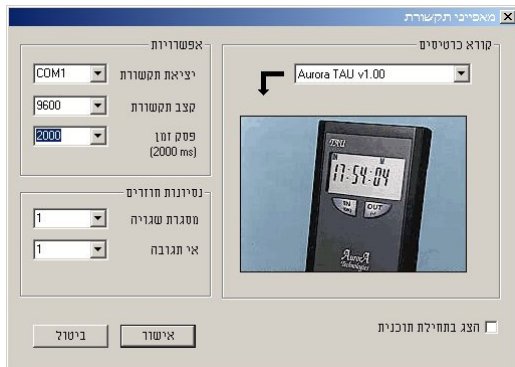 מאפייני תקשורת
קורא כרטיסים
Aurora TAU v1.00
TAU
IN
M
17:54:04
IN
OUT
AurorA
Technologies
הצג בתחילת תוכנית
אפשרויות
יציאת תקשורת
COM1
קצב תקשורת
9600
פסק זמן
2000
(2000 ms)
נסיונות חוזרים
מסגרת שגויה
1
אי תגובה
1
אישור
ביטול